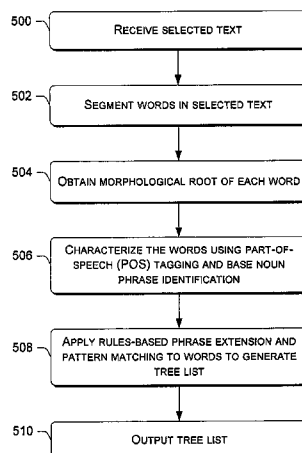 500
RECEIVE SELECTED TEXT
502
SEGMENT WORDS IN SELECTED TEXT
504
OBTAIN MORPHOLOGICAL ROOT OF EACH WORD
506
CHARACTERIZE THE WORDS USING PART-OF-
SPEECH (POS) TAGGING AND BASE NOUN
PHRASE IDENTIFICATION
508
APPLY RULES-BASED PHRASE EXTENSION AND
PATTERN MATCHING TO WORDS TO GENERATE
TREE LIST
510
OUTPUT TREE LIST